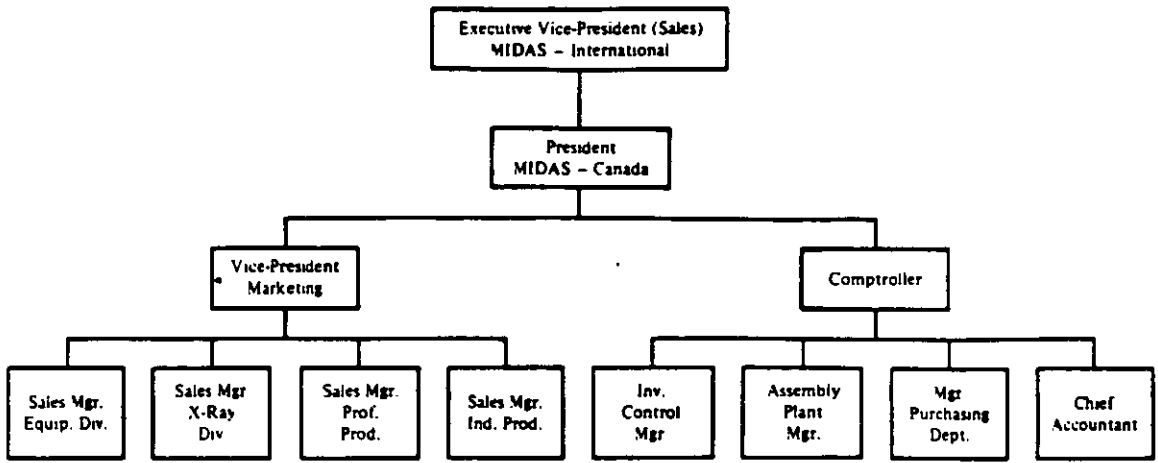 Executive Vice-President (Sales)
MIDAS – International
President
MIDAS – Canada
Vice-President
Marketing
Comptroller
Sales Mgr.
Equip. Div.
Sales Mgr
X-Ray
Div
Sales Mgr.
Prof.
Prod.
Sales Mgr.
Ind. Prod.
Inv.
Control
Mgr
Assembly
Plant
Mgr.
Mgr
Purchasing
Dept.
Chief
Accountant